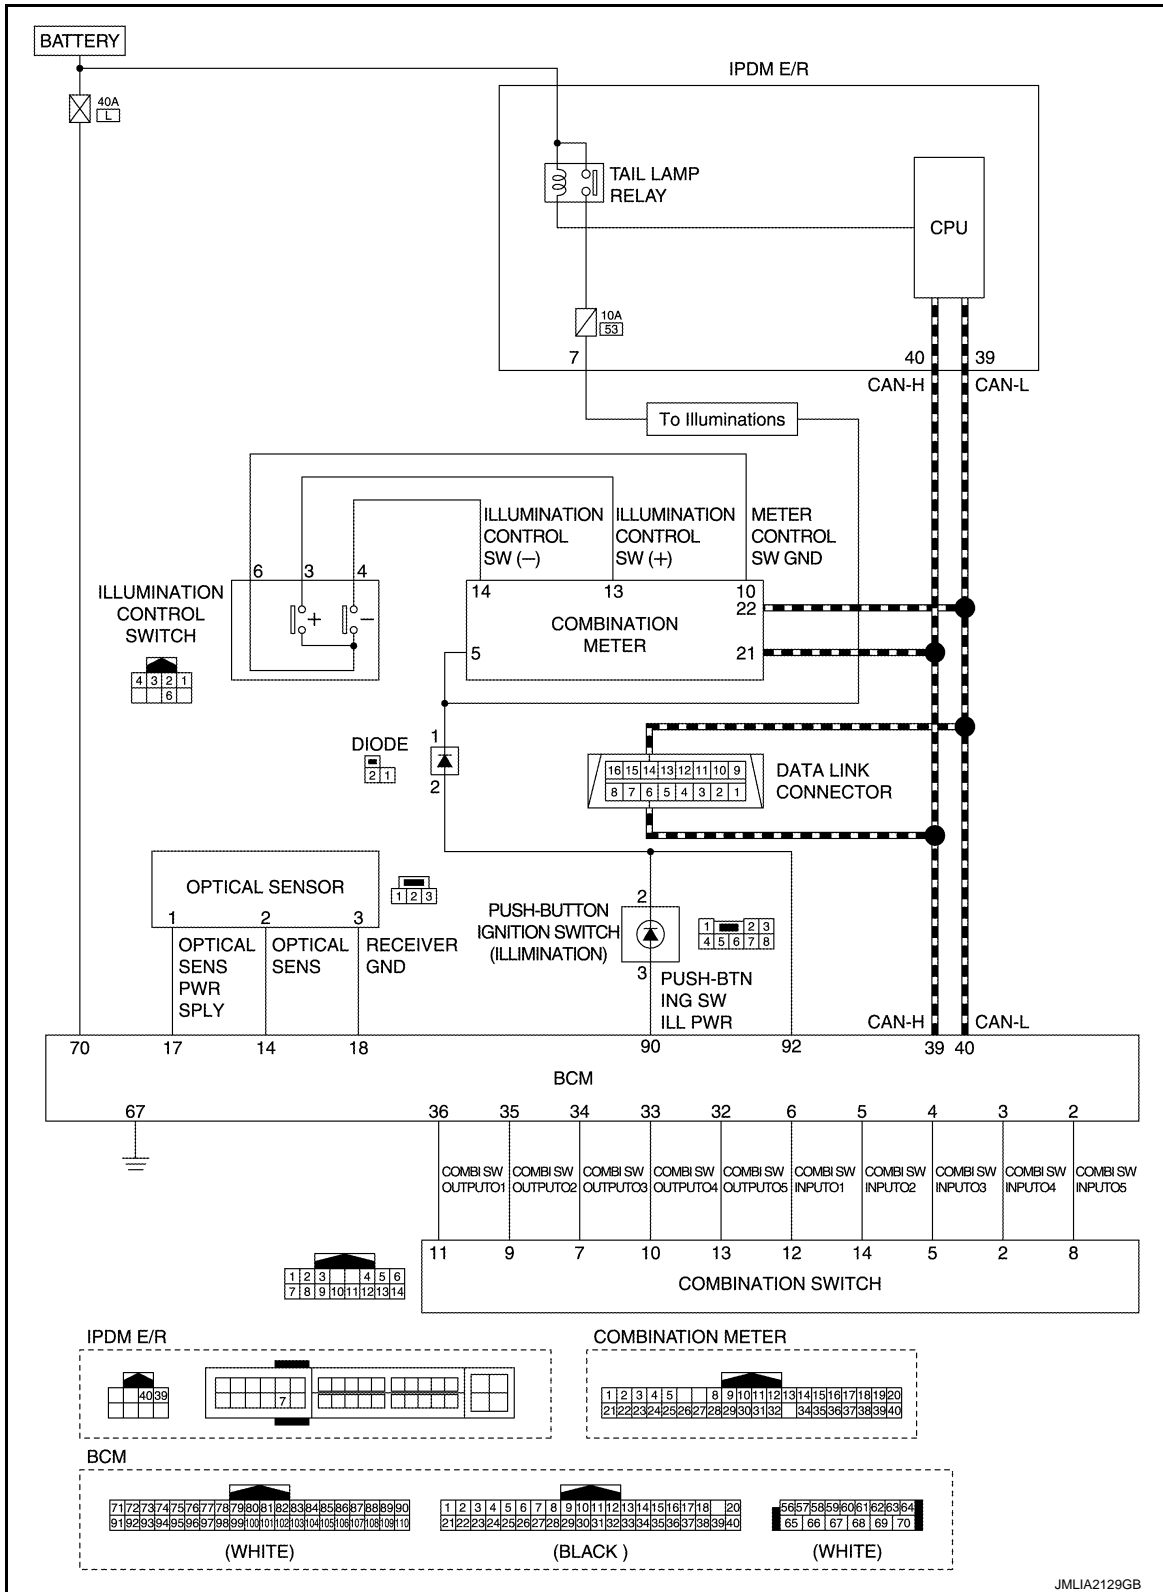 BATTERY
IPDM E/R
40A
L
TAIL LAMP
RELAY
CPU
10A
53
7
40
39
CAN-H
CAN-L
To Illuminations
ILLUMINATION
CONTROL
SW (−)
ILLUMINATION
CONTROL
SW (+)
METER
CONTROL
SW GND
6
3
4
14
13
10
22
ILLUMINATION
CONTROL
SWITCH
+
−
COMBINATION
METER
5
21
4 3 2 1
6
DIODE
1
2
2 1
16 15 14 13 12 11 10 9
8 7 6 5 4 3 2 1
DATA LINK
CONNECTOR
OPTICAL SENSOR
1 2 3
1
2
3
OPTICAL
SENS
PWR
SPLY
OPTICAL
SENS
RECEIVER
GND
PUSH-BUTTON
IGNITION SWITCH
(ILLIMINATION)
2
3
1 2 3
4 5 6 7 8
PUSH-BTN
ING SW
ILL PWR
CAN-H
CAN-L
70
17
14
18
90
92
39
40
BCM
67
36
35
34
33
32
6
5
4
3
2
COMBI SW
OUTPUTO1
COMBI SW
OUTPUTO2
COMBI SW
OUTPUTO3
COMBI SW
OUTPUTO4
COMBI SW
OUTPUTO5
COMBI SW
INPUTO1
COMBI SW
INPUTO2
COMBI SW
INPUTO3
COMBI SW
INPUTO4
COMBI SW
INPUTO5
11
9
7
10
13
12
14
5
2
8
1 2 3 4 5 6
7 8 9 10 11 12 13 14
COMBINATION SWITCH
IPDM E/R
40 39
7
COMBINATION METER
1 2 3 4 5 8 9 10 11 12 13 14 15 16 17 18 19 20
21 22 23 24 25 26 27 28 29 30 31 32 34 35 36 37 38 39 40
BCM
71 72 73 74 75 76 77 78 79 80 81 82 83 84 85 86 87 88 89 90
91 92 93 94 95 96 97 98 99 100 101 102 103 104 105 106 107 108 109 110
(WHITE)
1 2 3 4 5 6 7 8 9 10 11 12 13 14 15 16 17 18 20
21 22 23 24 25 26 27 28 29 30 31 32 33 34 35 36 37 38 39 40
(BLACK )
56 57 58 59 60 61 62 63 64
65 66 67 68 69 70
(WHITE)
JMLIA2129GB